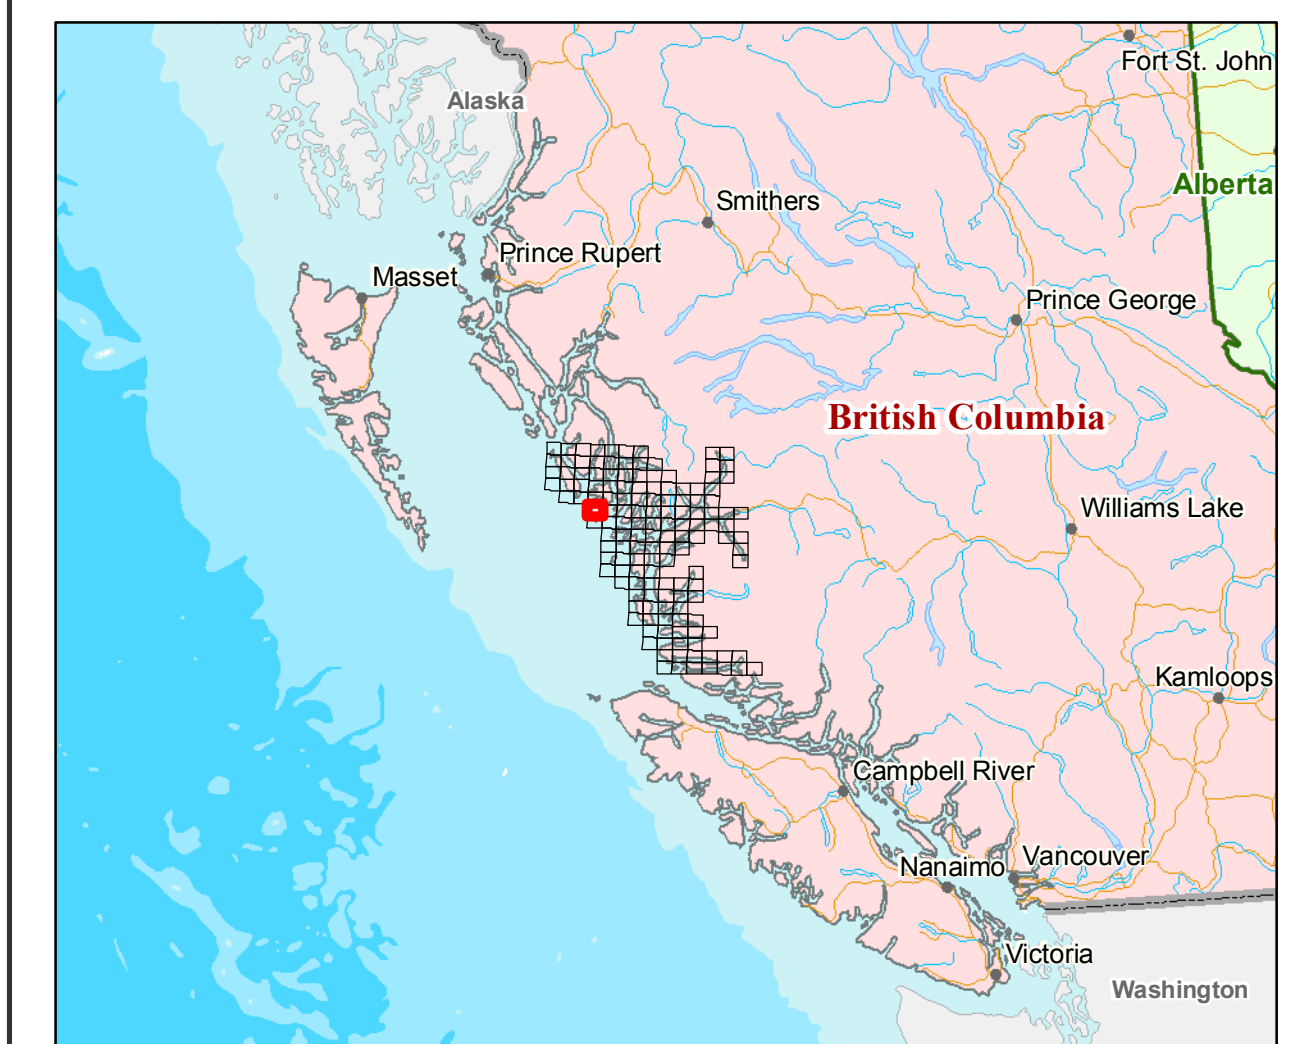 Fort St. John
Alaska
Alberta
Smithers
Prince Rupert
Masset
Prince George
British Columbia
Williams Lake
Kamloops
Campbell River
Vancouver
Nanaimo
Victoria
Washington